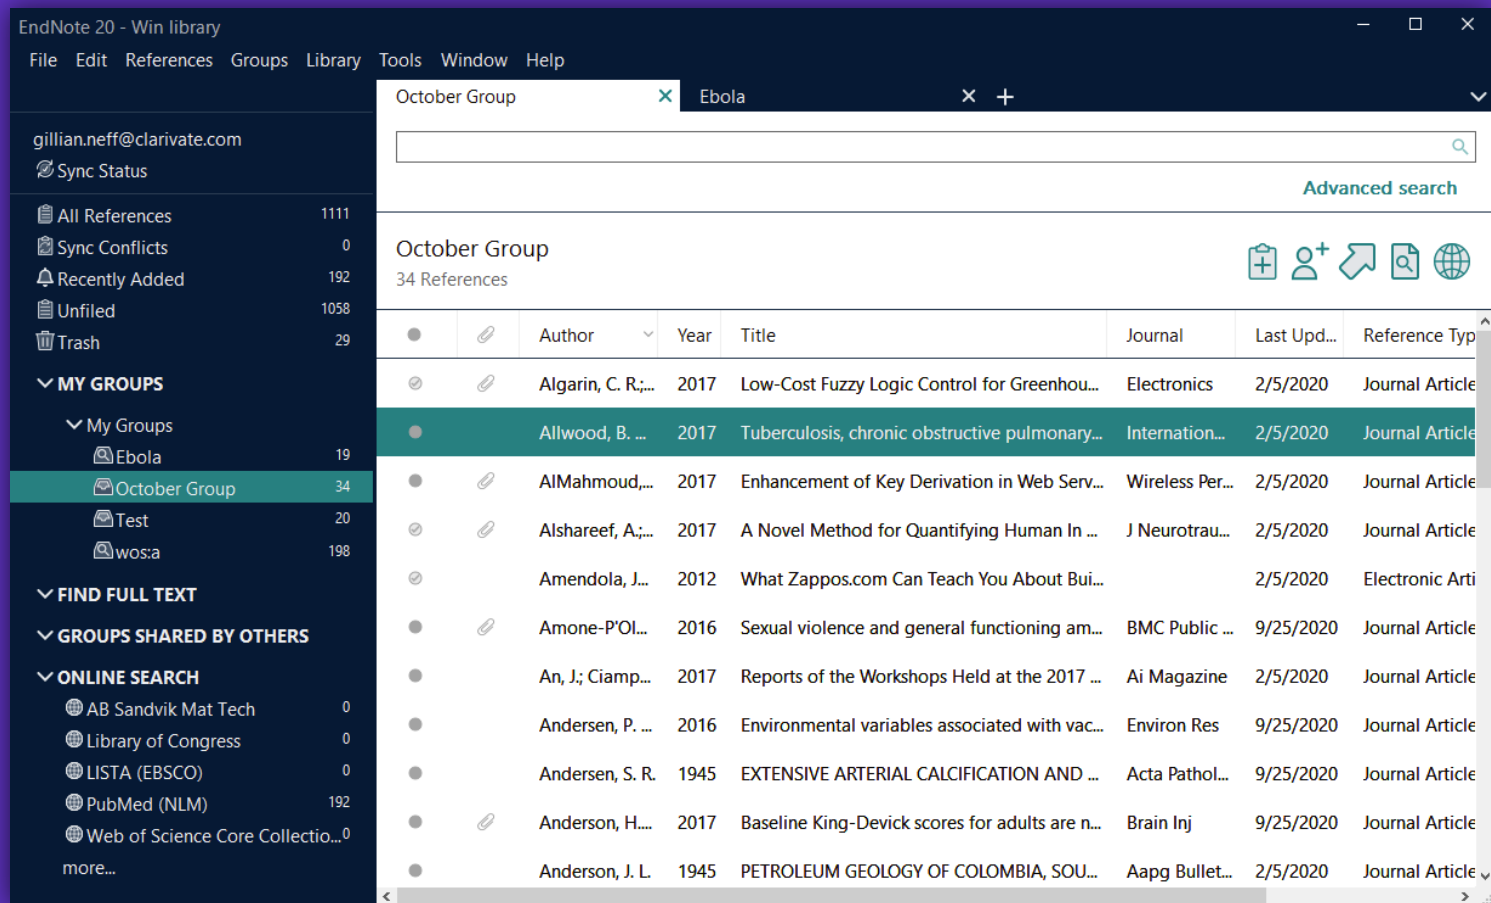 EndNote 20 - Win library
File Edit References Groups Library Tools Window Help
October Group Ebola
gillian.neff@clarivate.com
Sync Status
Advanced search
All References 1111
Sync Conflicts 0
Recently Added 192
Unfiled 1058
Trash 29
MY GROUPS
My Groups
Ebola 19
October Group 34
Test 20
wos:a 198
FIND FULL TEXT
GROUPS SHARED BY OTHERS
ONLINE SEARCH
AB Sandvik Mat Tech 0
Library of Congress 0
LISTA (EBSCO) 0
PubMed (NLM) 192
Web of Science Core Collectio... 0
more...
October Group
34 References
Author Year Title Journal Last Upd... Reference Typ
Algarin, C. R.;... 2017 Low-Cost Fuzzy Logic Control for Greenhou... Electronics 2/5/2020 Journal Article
Allwood, B. ... 2017 Tuberculosis, chronic obstructive pulmonary... Internation... 2/5/2020 Journal Article
AlMahmoud,... 2017 Enhancement of Key Derivation in Web Serv... Wireless Per... 2/5/2020 Journal Article
Alshareef, A.;... 2017 A Novel Method for Quantifying Human In ... J Neurotrau... 2/5/2020 Journal Article
Amendola, J... 2012 What Zappos.com Can Teach You About Bui... 2/5/2020 Electronic Arti
Amone-P'Ol... 2016 Sexual violence and general functioning am... BMC Public ... 9/25/2020 Journal Article
An, J.; Ciamp... 2017 Reports of the Workshops Held at the 2017 ... Ai Magazine 2/5/2020 Journal Article
Andersen, P. ... 2016 Environmental variables associated with vac... Environ Res 9/25/2020 Journal Article
Andersen, S. R. 1945 EXTENSIVE ARTERIAL CALCIFICATION AND ... Acta Pathol... 9/25/2020 Journal Article
Anderson, H.... 2017 Baseline King-Devick scores for adults are n... Brain Inj 9/25/2020 Journal Article
Anderson, J. L. 1945 PETROLEUM GEOLOGY OF COLOMBIA, SOU... Aapg Bullet... 2/5/2020 Journal Article